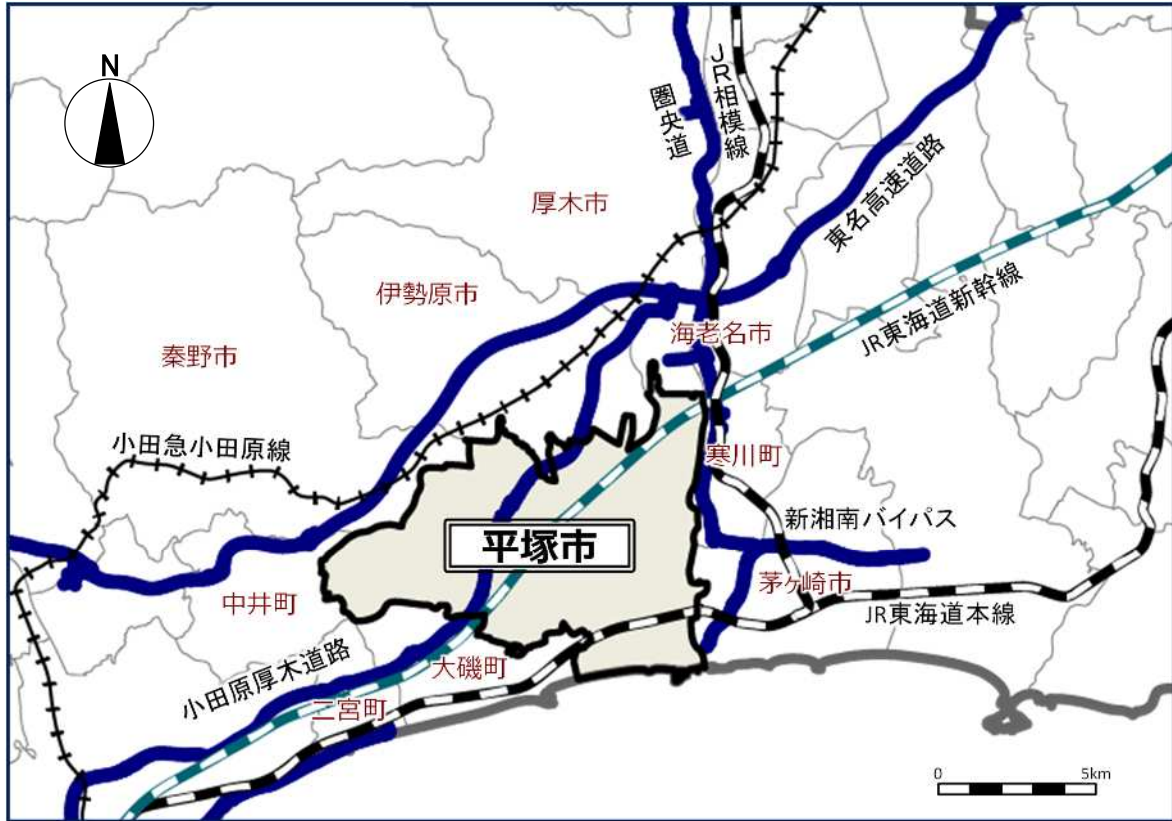 N
圏央道
JR相模線
東名高速道路
厚木市
伊勢原市
海老名市
JR東海道新幹線
秦野市
小田急小田原線
寒川町
新湘南バイパス
平塚市
茅ヶ崎市
中井町
JR東海道本線
大磯町
小田原厚木道路
二宮町
0 5km